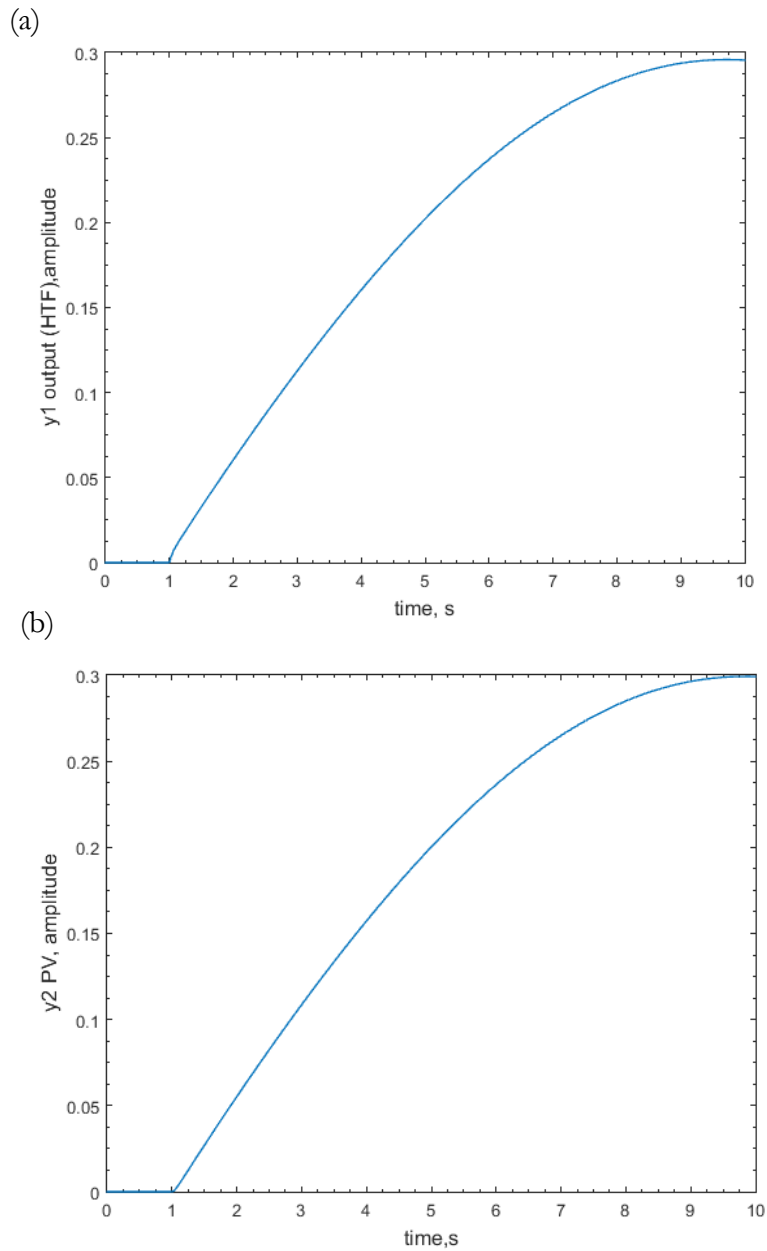 (a)
0.3
0.25
0.2
0.15
0.1
0.05
0
y1 output (HTF),amplitude
0 1 2 3 4 5 6 7 8 9 10
time, s
(b)
0.3
0.25
0.2
0.15
0.1
0.05
0
y2 PV, amplitude
0 1 2 3 4 5 6 7 8 9 10
time,s